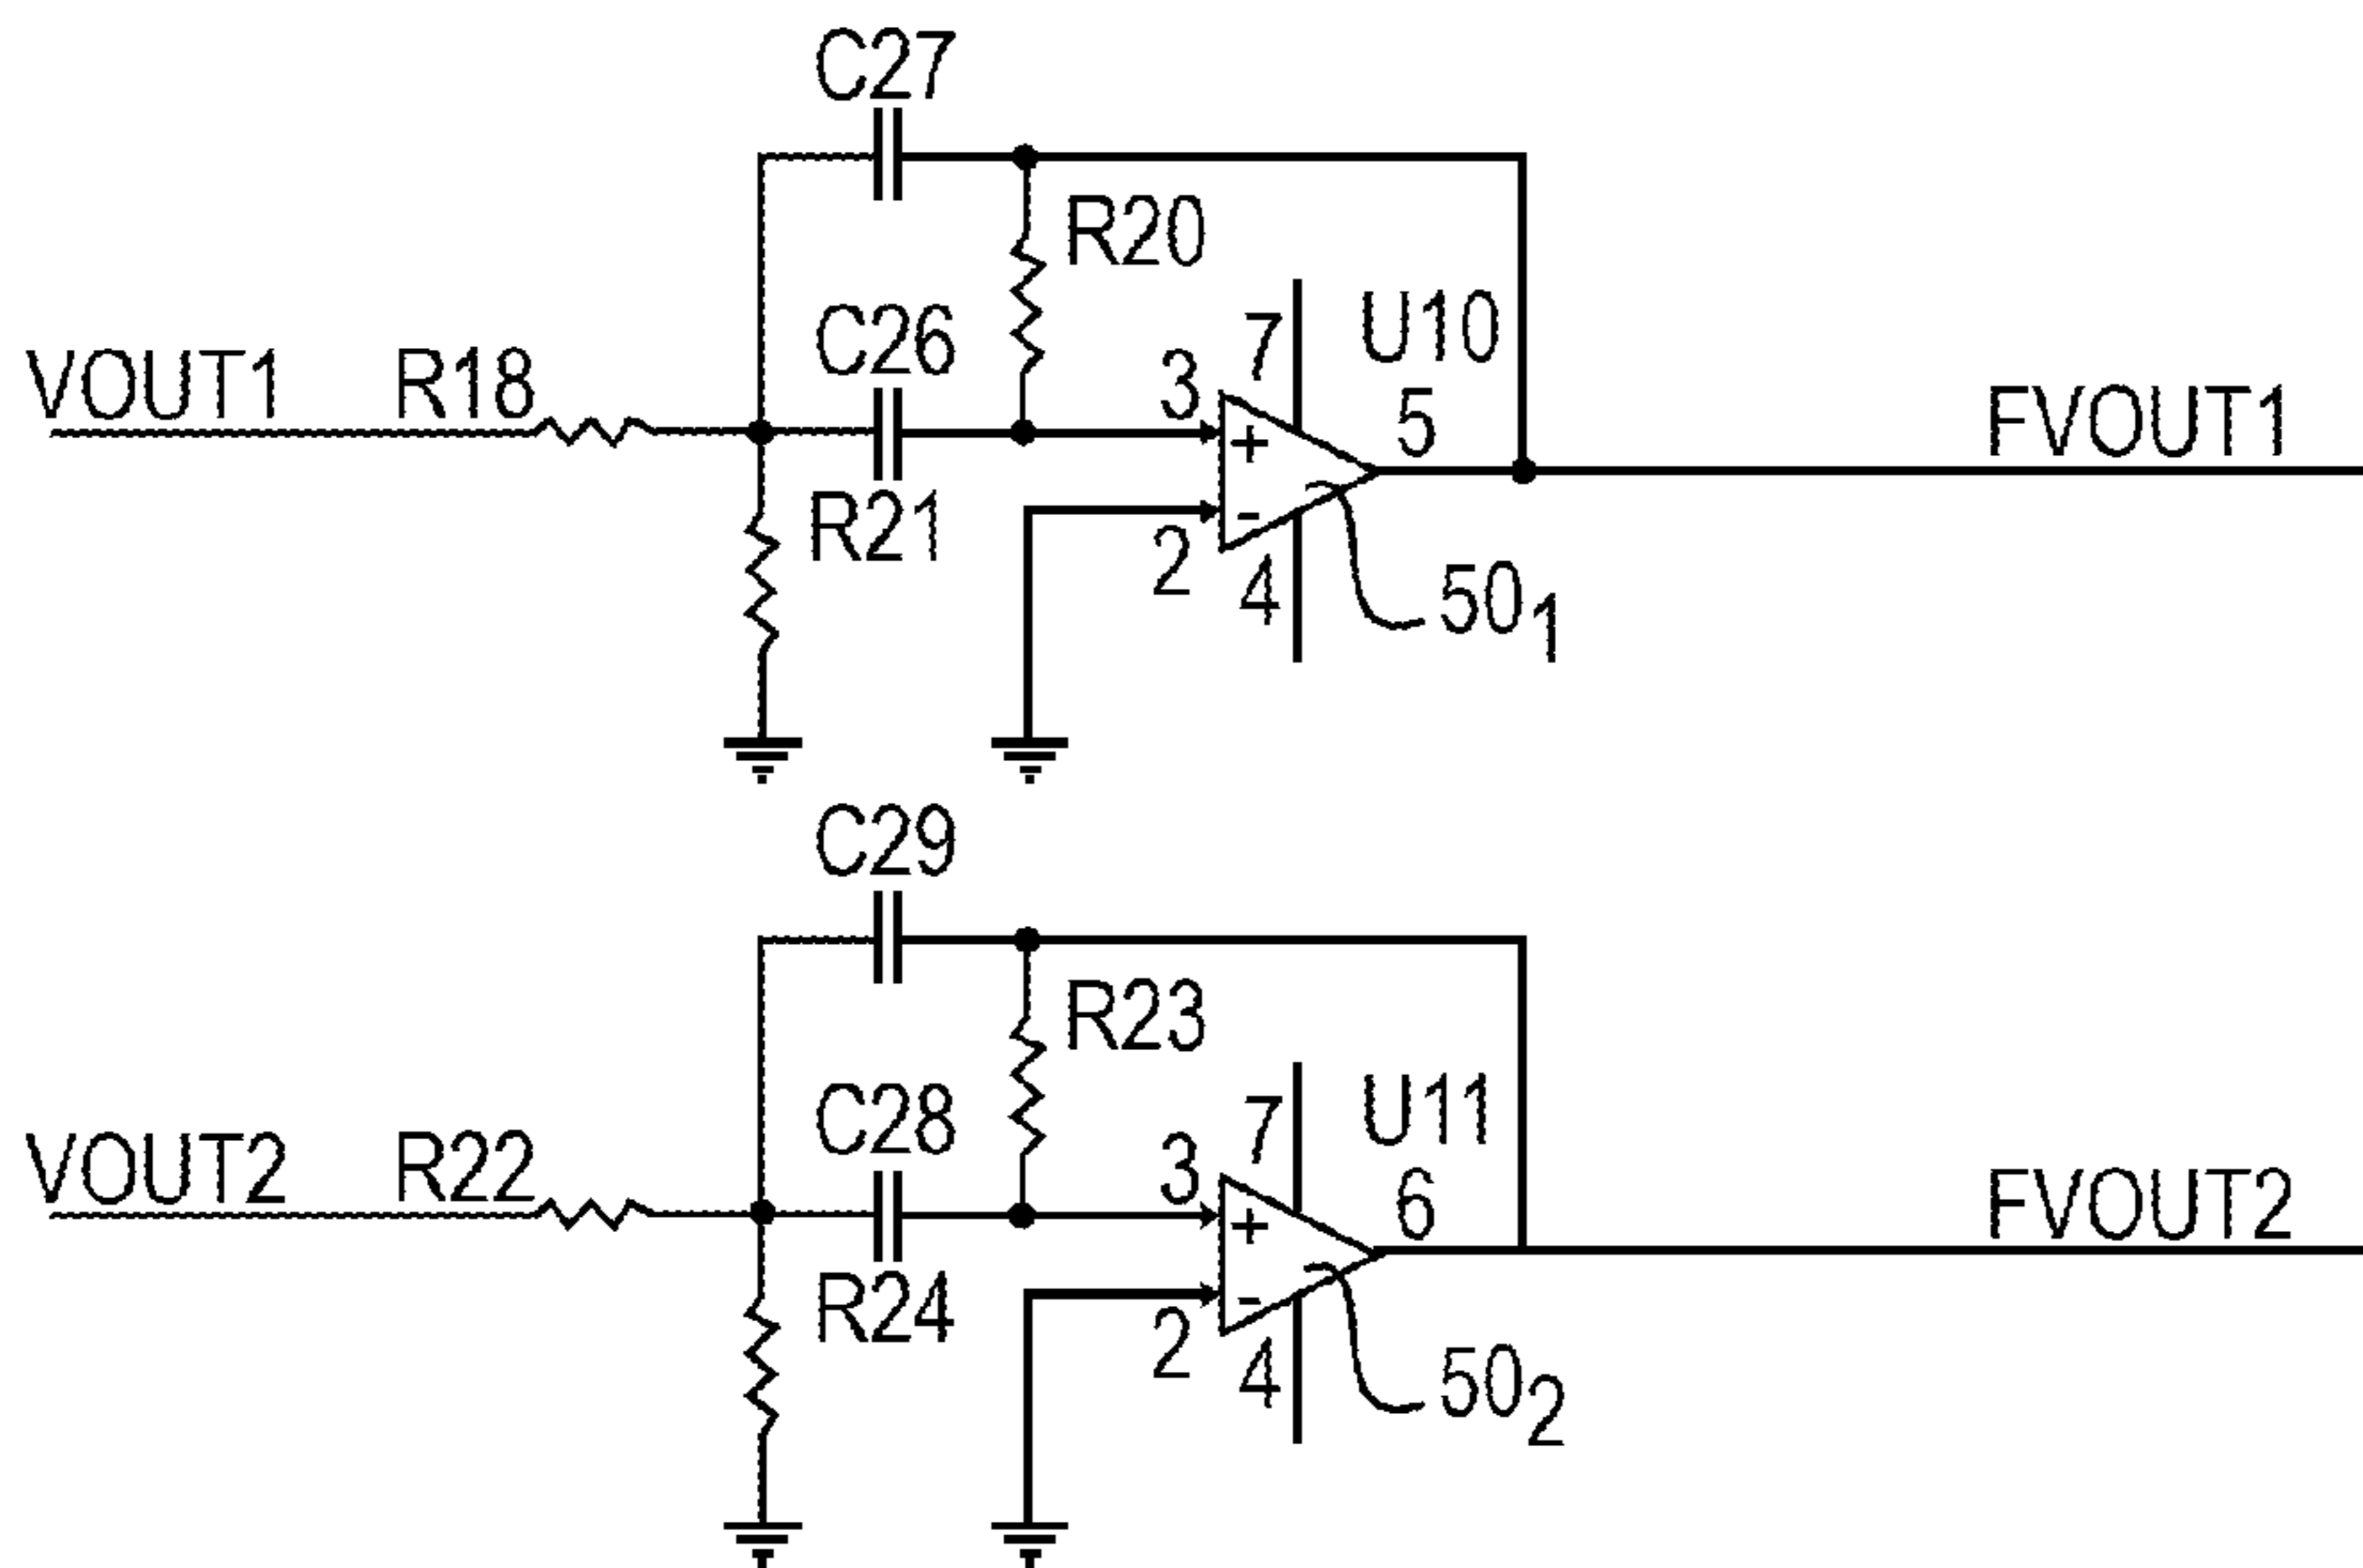 C27
R20
C26
VOUT1 R18
3 7 U10
5
+
FVOUT1
R21
-
2 4
50₁
C29
R23
C28
VOUT2 R22
3 7 U11
6
+
FVOUT2
R24
-
2 4
50₂